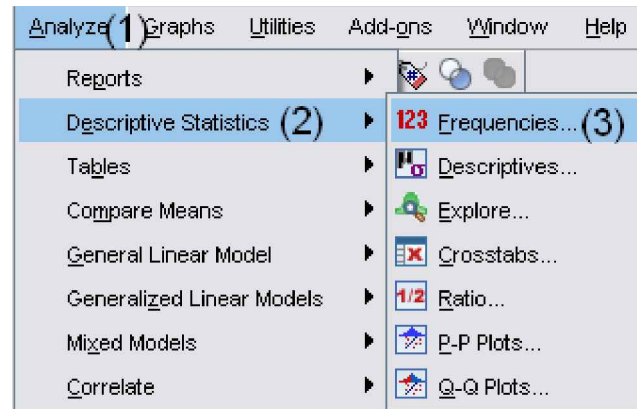 Analyze(1) Graphs Utilities Add-ons Window Help
Reports
Descriptive Statistics (2)
Tables
Compare Means
General Linear Model
Generalized Linear Models
Mixed Models
Correlate
123 Frequencies...(3)
μσ Descriptives...
Explore...
x Crosstabs...
1/2 Ratio...
P-P Plots...
Q-Q Plots...